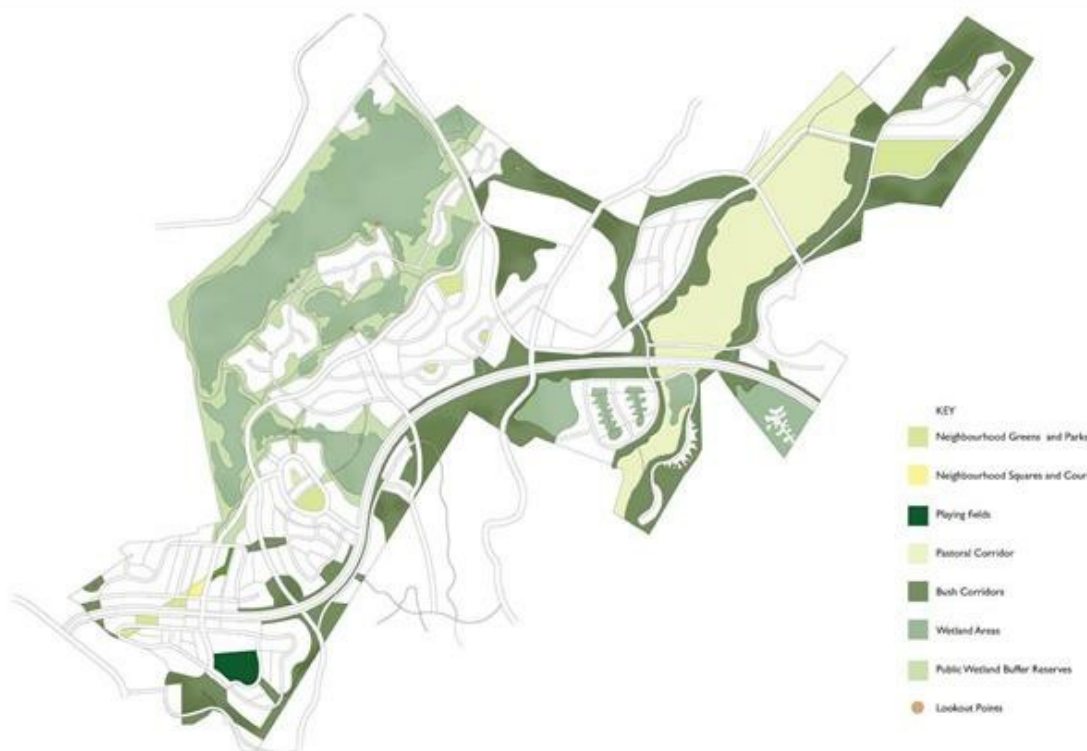 KEY
Neighbourhood Greens and Parks
Neighbourhood Squares and Cour
Playing fields
Pastoral Corridor
Bush Corridors
Wetland Areas
Public Wetland Buffer Reserves
Lookout Points